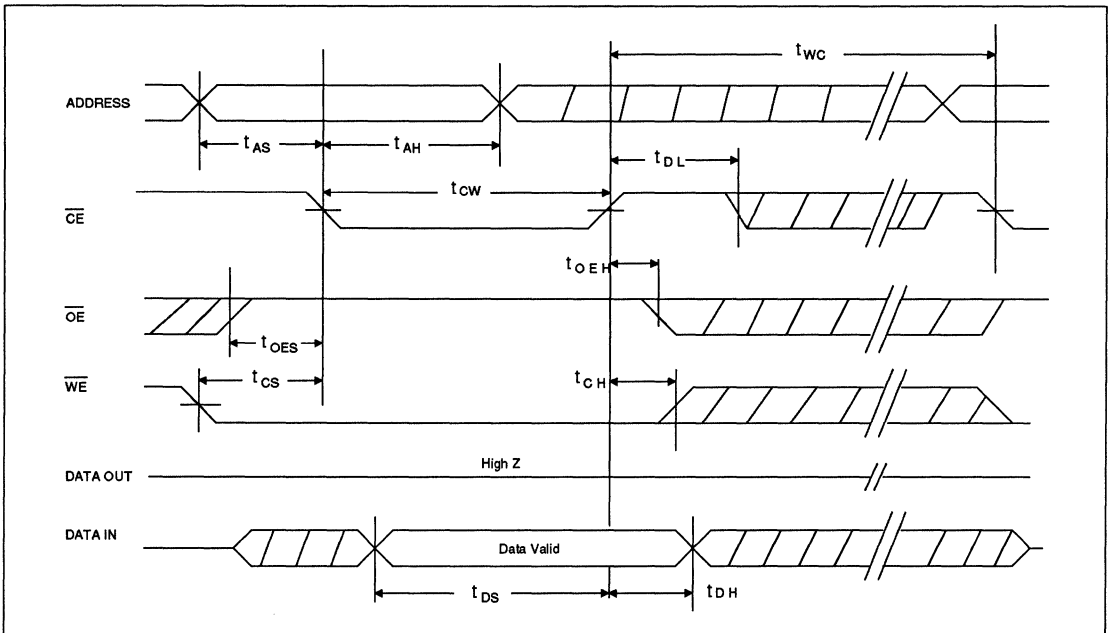 tWC
ADDRESS
tAS
tAH
tDL
tCW
CE
tOEH
OE
tOES
tCS
tCH
WE
High Z
DATA OUT
DATA IN
Data Valid
tDS
tDH